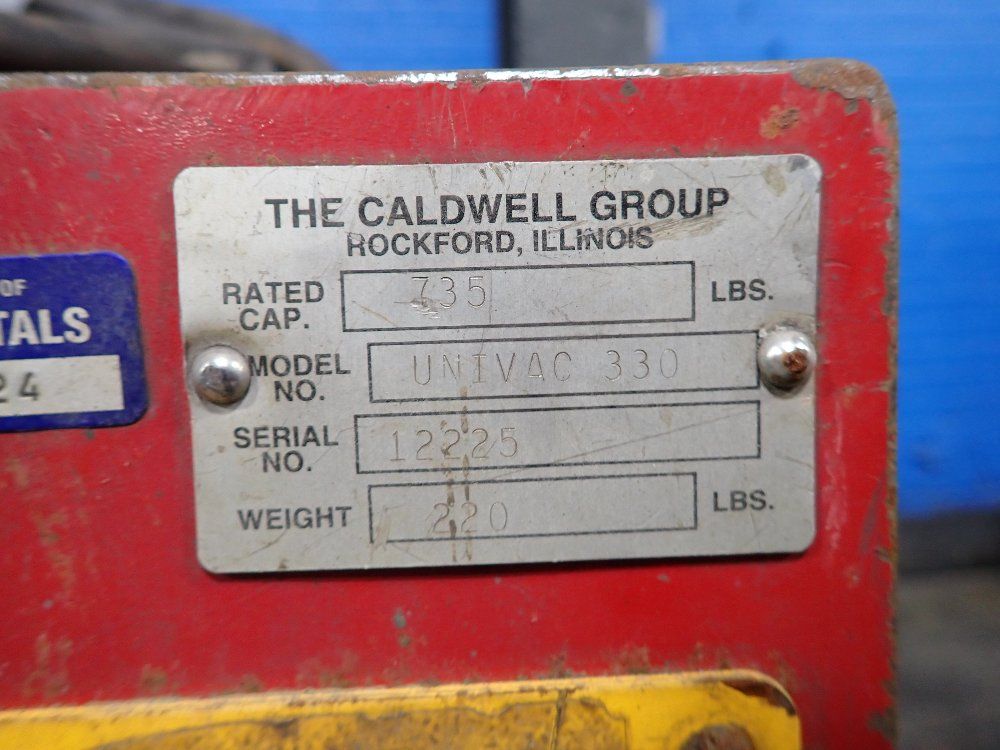 THE CALDWELL GROUP
ROCKFORD, ILLINOIS
RATED CAP. 735 LBS.
MODEL NO. UNIVAC 330
SERIAL NO. 12225
WEIGHT 220 LBS.
OF
TALS
24